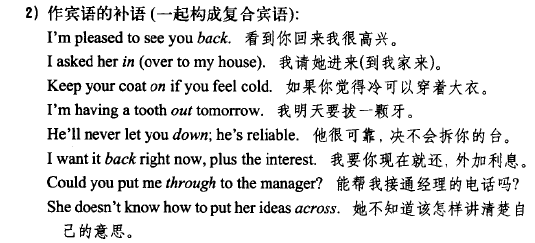 2) 作宾语的补语 (一起构成复合宾语):
I'm pleased to see you back. 看到你回来我很高兴。
I asked her in (over to my house). 我请她进来(到我家来)。
Keep your coat on if you feel cold. 如果你觉得冷可以穿着大衣。
I'm having a tooth out tomorrow. 我明天要拔一颗牙。
He'll never let you down; he's reliable. 他很可靠，决不会拆你的台。
I want it back right now, plus the interest. 我要你现在就还，外加利息。
Could you put me through to the manager? 能帮我接通经理的电话吗?
She doesn't know how to put her ideas across. 她不知道该怎样讲清楚自
己的意思。